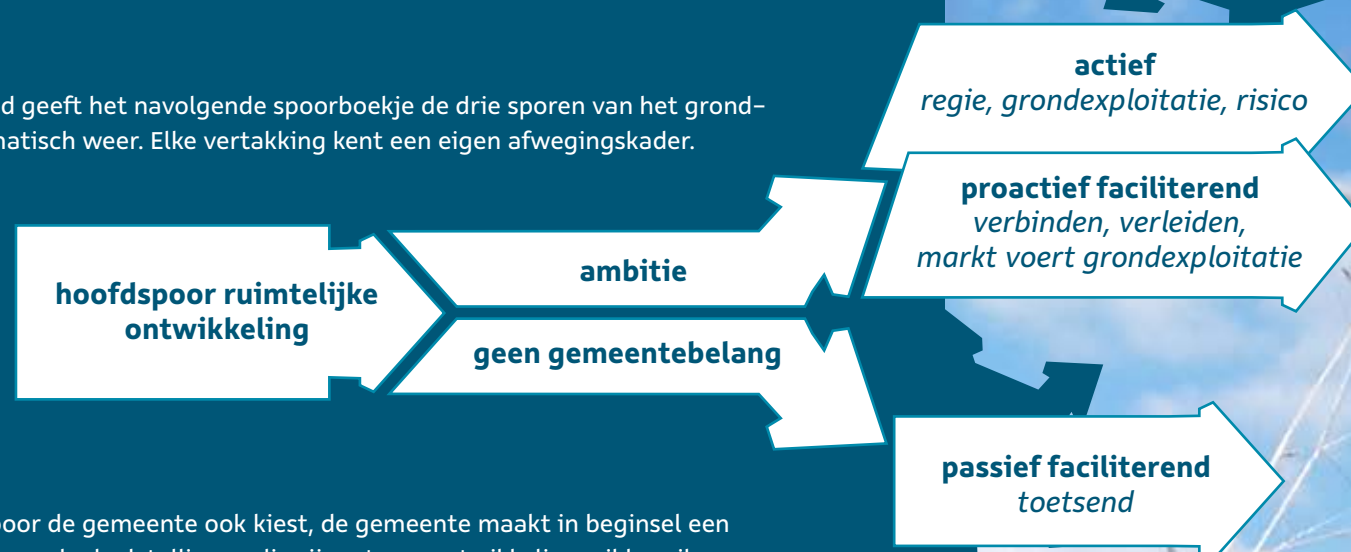 d geeft het navolgende spoorboekje de drie sporen van het grond-
matisch weer. Elke vertakking kent een eigen afwegingskader.
actief
regie, grondexploitatie, risico
proactief faciliterend
verbinden, verleiden,
markt voert grondexploitatie
ambitie
hoofdspoor ruimtelijke
ontwikkeling
geen gemeentebelang
passief faciliterend
toetsend
poor de gemeente ook kiest, de gemeente maakt in beginsel een